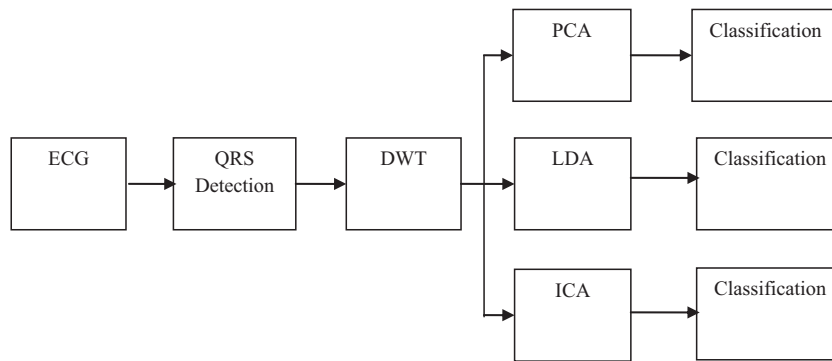 PCA
Classification
ECG
QRS
Detection
DWT
LDA
Classification
ICA
Classification